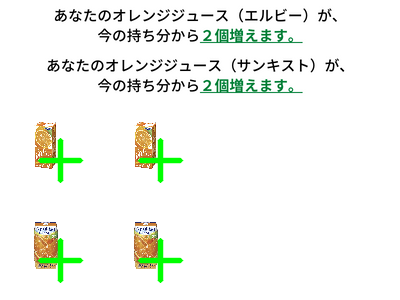 あなたのオレンジジュース（エルビー）が、
今の持ち分から２個増えます。
あなたのオレンジジュース（サンキスト）が、
今の持ち分から２個増えます。